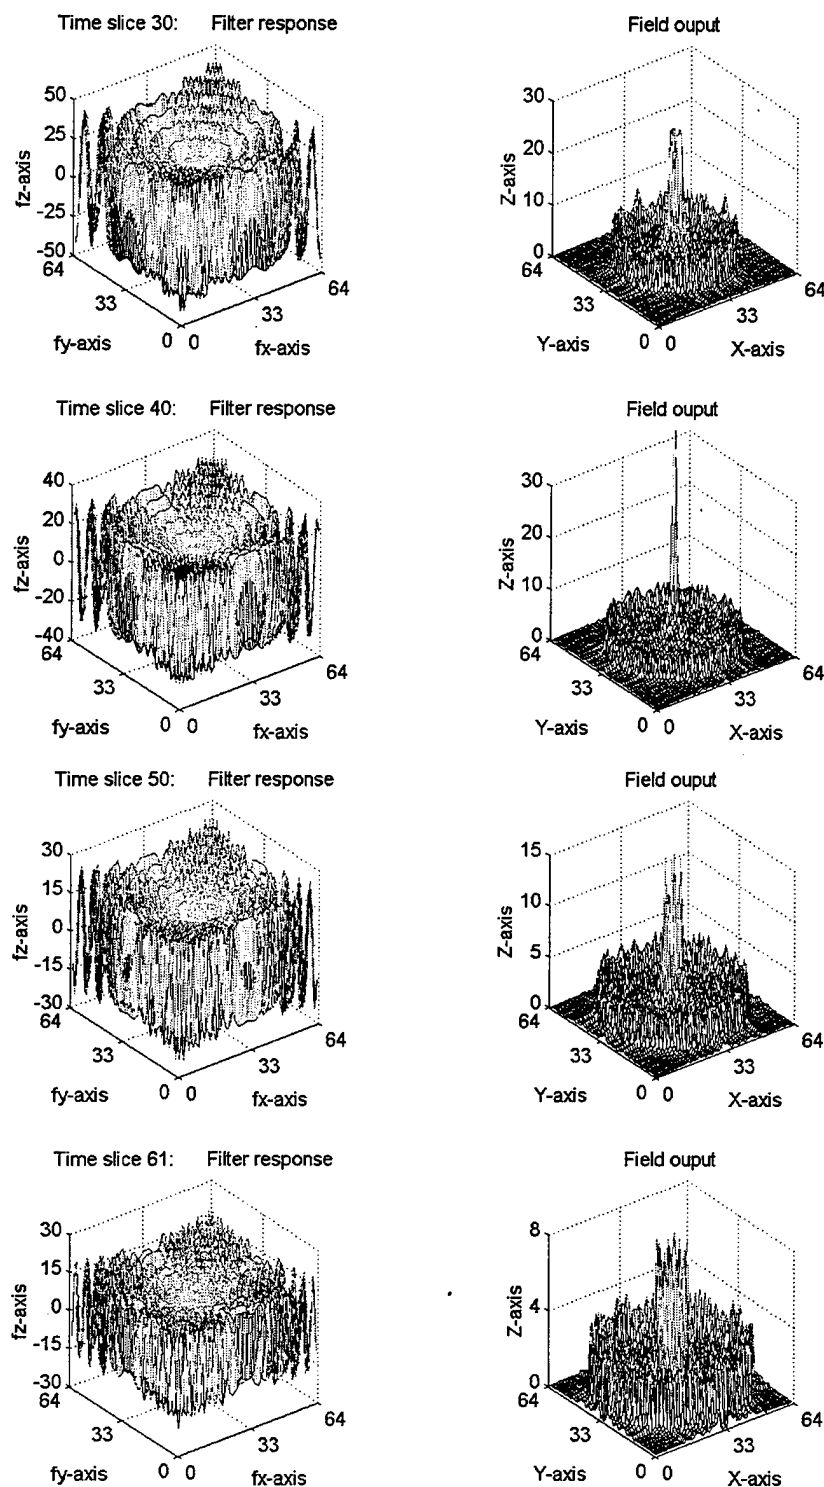 Time slice 30: Filter response
Field ouput
50
25
0
-25
-50
fz-axis
64
33
0
fy-axis
0
33
64
fx-axis
30
20
10
0
Z-axis
64
33
0
Y-axis
0
33
64
X-axis
Time slice 40: Filter response
Field ouput
40
20
0
-20
-40
fz-axis
64
33
0
fy-axis
0
33
64
fx-axis
30
20
10
0
Z-axis
64
33
0
Y-axis
0
33
64
X-axis
Time slice 50: Filter response
Field ouput
30
15
0
-15
-30
fz-axis
64
33
0
fy-axis
0
33
64
fx-axis
15
10
5
0
Z-axis
64
33
0
Y-axis
0
33
64
X-axis
Time slice 61: Filter response
Field ouput
30
15
0
-15
-30
fz-axis
64
33
0
fy-axis
0
33
64
fx-axis
8
4
0
Z-axis
64
33
0
Y-axis
0
33
64
X-axis